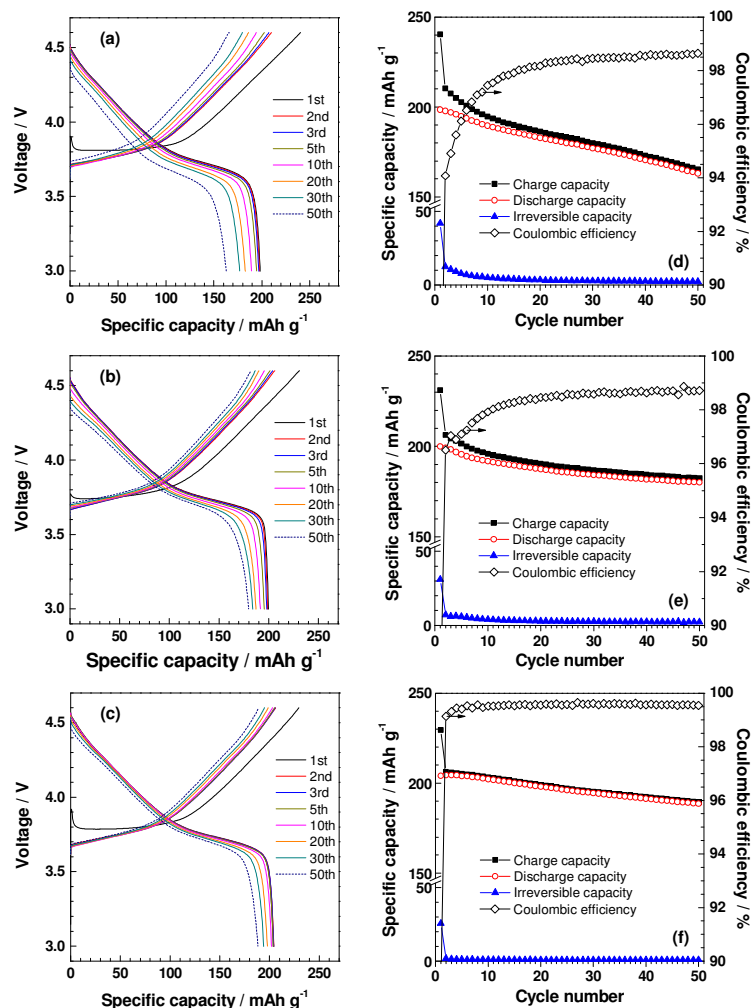 (a)
Voltage / V
4.5
4.0
3.5
3.0
1st
2nd
3rd
5th
10th
20th
30th
50th
0 50 100 150 200 250
Specific capacity / mAh g⁻¹
(d)
Specific capacity / mAh g⁻¹
250
200
150
50
0
Charge capacity
Discharge capacity
Irreversible capacity
Coulombic efficiency
100
98
96
94
92
90
Coulombic efficiency / %
0 10 20 30 40 50
Cycle number
(b)
Voltage / V
4.5
4.0
3.5
3.0
1st
2nd
3rd
5th
10th
20th
30th
50th
0 50 100 150 200 250
Specific capacity / mAh g⁻¹
(e)
Specific capacity / mAh g⁻¹
250
200
150
50
0
Charge capacity
Discharge capacity
Irreversible capacity
Coulombic efficiency
100
98
96
94
92
90
Coulombic efficiency / %
0 10 20 30 40 50
Cycle number
(c)
Voltage / V
4.5
4.0
3.5
3.0
1st
2nd
3rd
5th
10th
20th
30th
50th
0 50 100 150 200 250
Specific capacity / mAh g⁻¹
(f)
Specific capacity / mAh g⁻¹
250
200
150
50
0
Charge capacity
Discharge capacity
Irreversible capacity
Coulombic efficiency
100
98
96
94
92
90
Coulombic efficiency / %
0 10 20 30 40 50
Cycle number